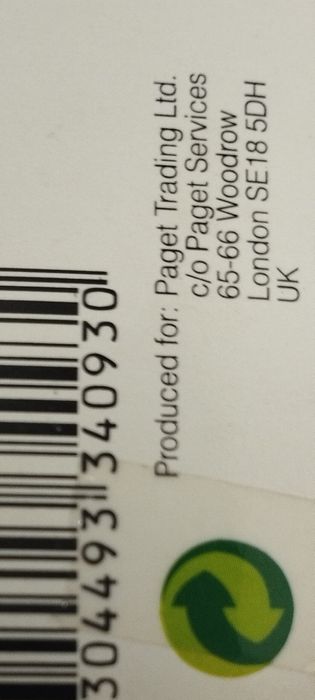 304493 340930
Produced for: Paget Trading Ltd.
c/o Paget Services
65-66 Woodrow
London SE18 5DH
UK